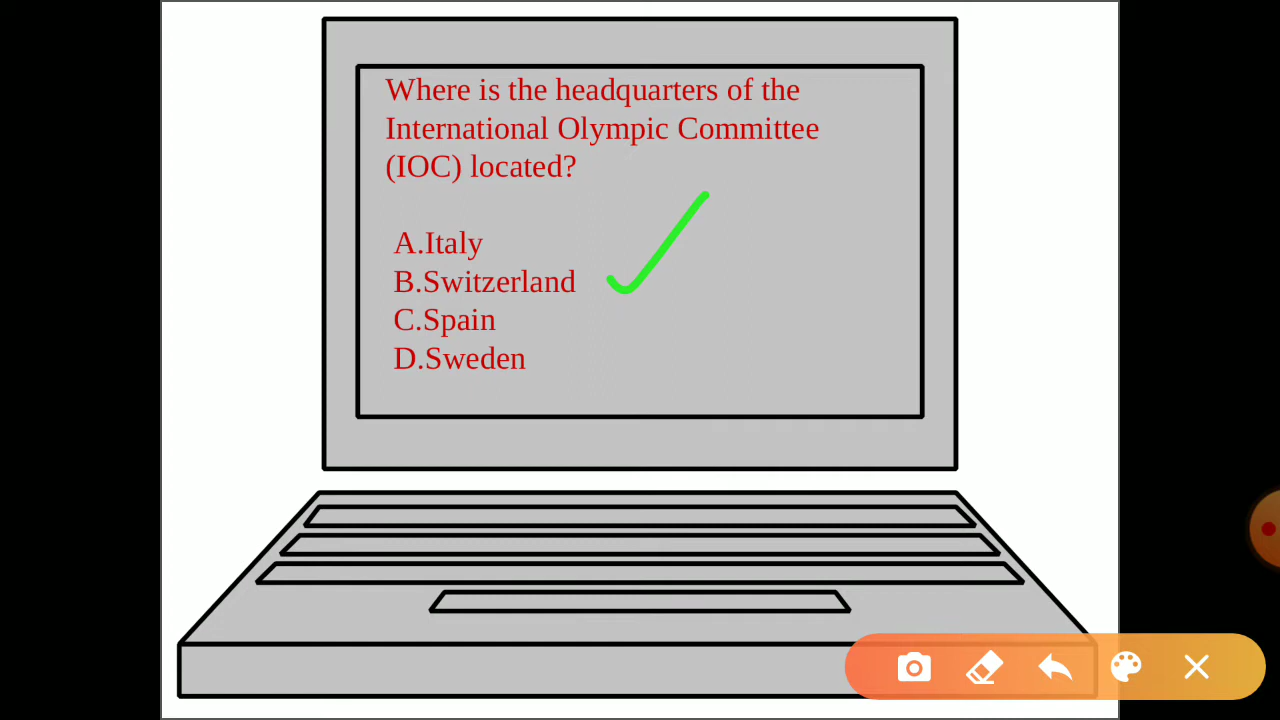 Where is the headquarters of the
International Olympic Committee
(IOC) located?
A.Italy
B.Switzerland
C.Spain
D.Sweden